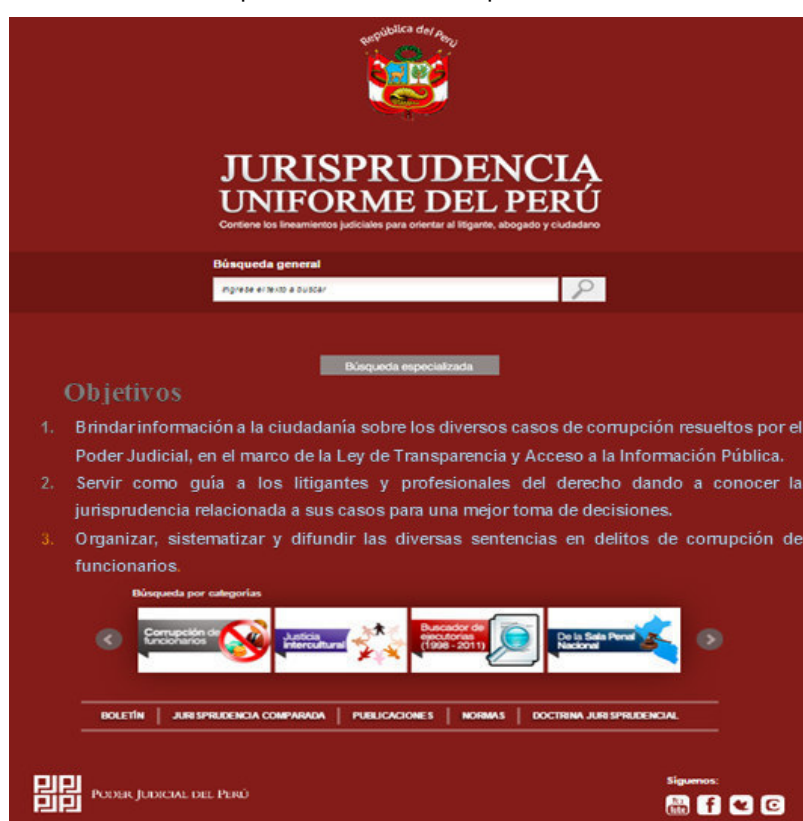 República del Perú
JURISPRUDENCIA
UNIFORME DEL PERÚ
Contiene los lineamientos judiciales para orientar al litigante, abogado y ciudadano
Búsqueda general
Ingrese el texto a buscar
Búsqueda especializada
Objetivos
1. Brindar información a la ciudadanía sobre los diversos casos de corrupción resueltos por el
Poder Judicial, en el marco de la Ley de Transparencia y Acceso a la Información Pública.
2. Servir como guía a los litigantes y profesionales del derecho dando a conocer la
jurisprudencia relacionada a sus casos para una mejor toma de decisiones.
3. Organizar, sistematizar y difundir las diversas sentencias en delitos de corrupción de
funcionarios.
Búsqueda por categorías
Corrupción de
funcionarios
Justicia
Intercultural
Buscador de
ejecutorias
(1998 - 2011)
De la Sala Penal
Nacional
BOLETÍN | JURISPRUDENCIA COMPARADA | PUBLICACIONES | NORMAS | DOCTRINA JURISPRUDENCIAL
PJPJ
PJPJ
PODER JUDICIAL DEL PERÚ
Siguenos:
You
Tube